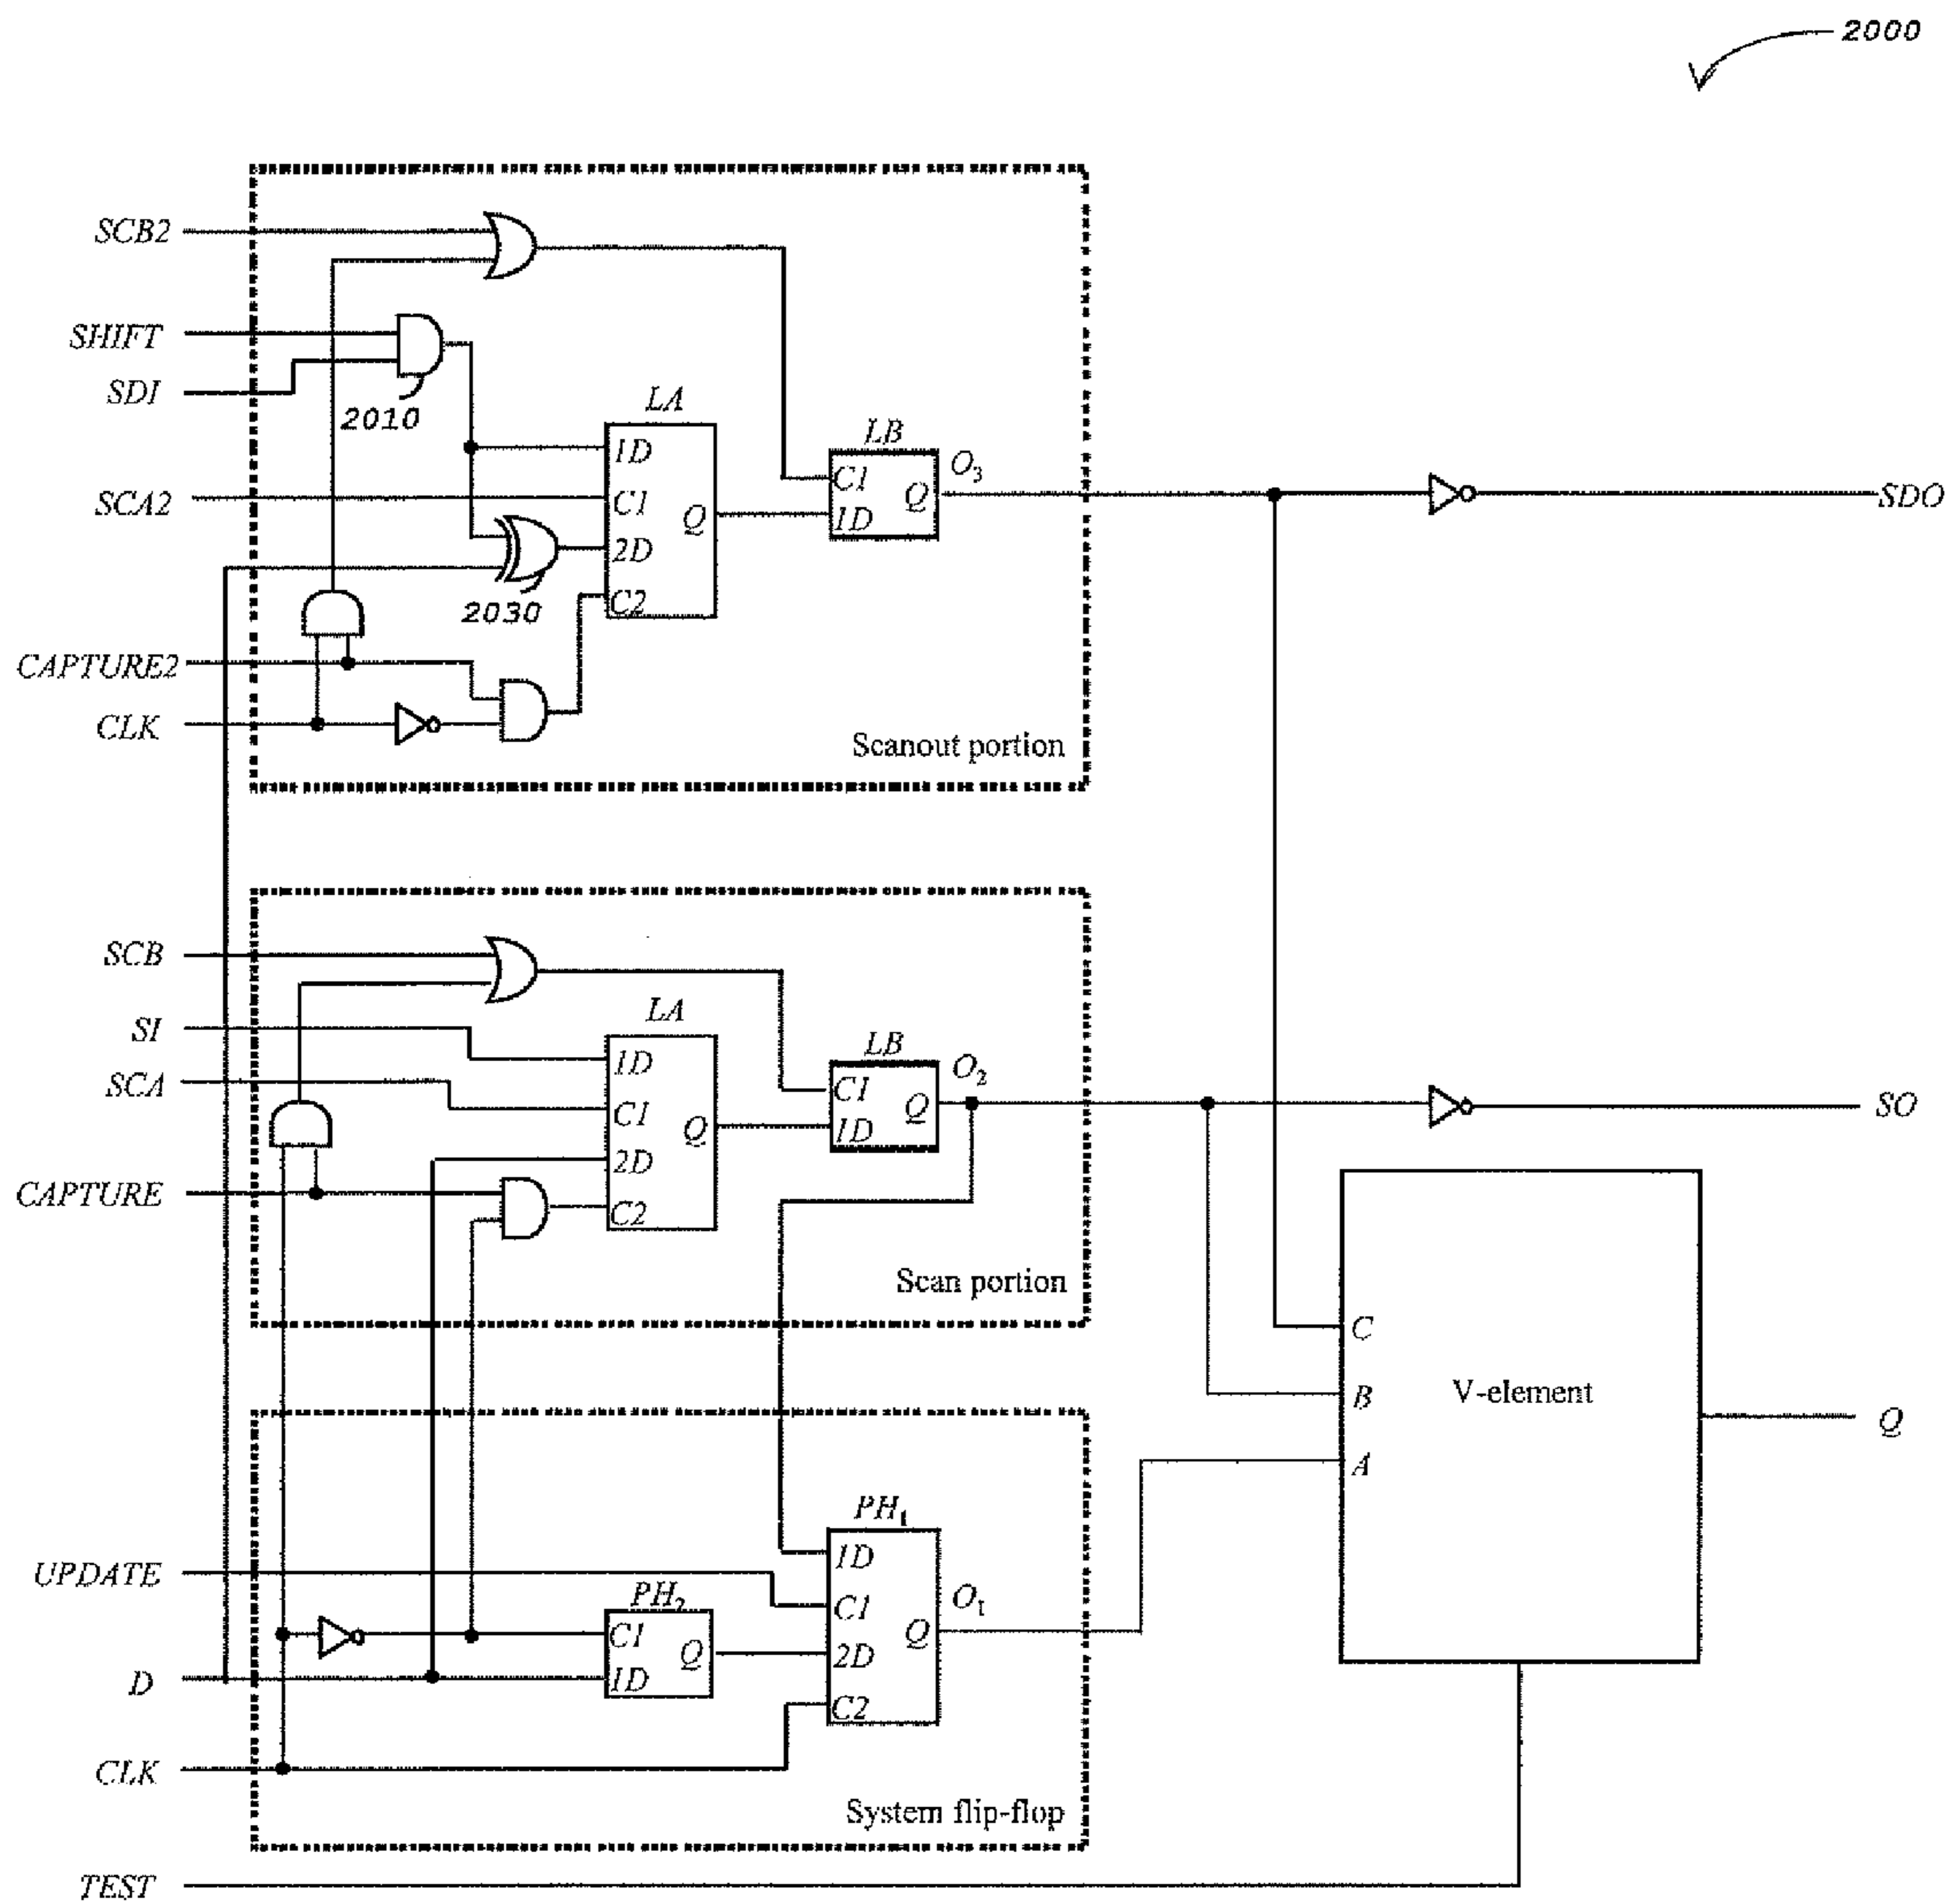 2000
SCB2
SHIFT
SDI
2010
LA
1D
SCA2
C1
Q
2D
2030
C2
LB
C1
Q
1D
O3
SDO
CAPTURE2
CLK
Scanout portion
SCB
SI
SCA
LA
1D
C1
Q
2D
C2
LB
C1
Q
1D
O2
SO
CAPTURE
Scan portion
C
B
A
V-element
Q
UPDATE
PH2
C1
Q
1D
PH1
1D
C1
Q
2D
C2
O1
D
CLK
System flip-flop
TEST